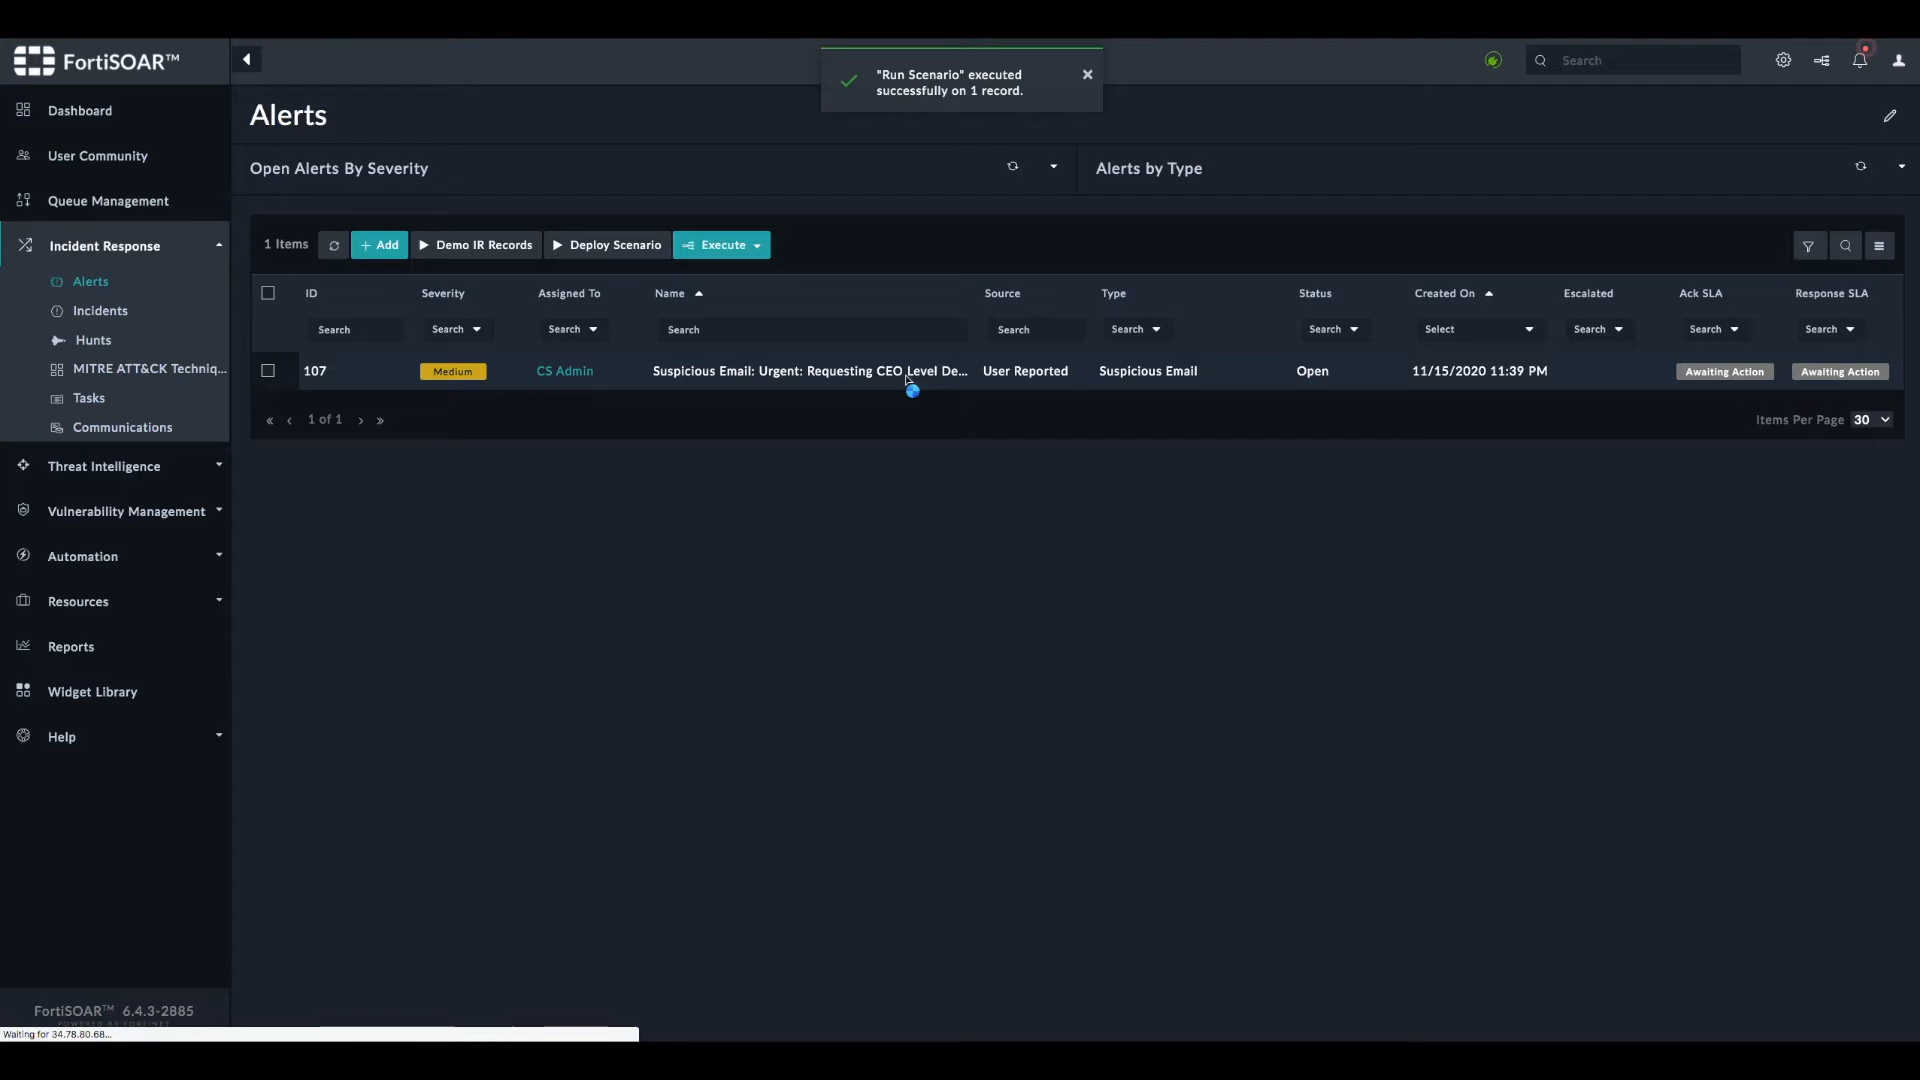 FortiSOAR™
"Run Scenario" executed
successfully on 1 record.
Search
Dashboard
User Community
Queue Management
Incident Response
Alerts
Incidents
Hunts
MITRE ATT&CK Techniq...
Tasks
Communications
Threat Intelligence
Vulnerability Management
Automation
Resources
Reports
Widget Library
Help
FortiSOAR™ 6.4.3-2885
POWERED BY FORTINET
Waiting for 34.78.80.68...
Alerts
Open Alerts By Severity
Alerts by Type
1 Items
+ Add
Demo IR Records
Deploy Scenario
Execute
ID Severity Assigned To Name Source Type Status Created On Escalated Ack SLA Response SLA
Search Search Search Search Search Search Search Select Search Search Search
107 Medium CS Admin Suspicious Email: Urgent: Requesting CEO Level De... User Reported Suspicious Email Open 11/15/2020 11:39 PM Awaiting Action Awaiting Action
« ‹ 1 of 1 › »
Items Per Page 30